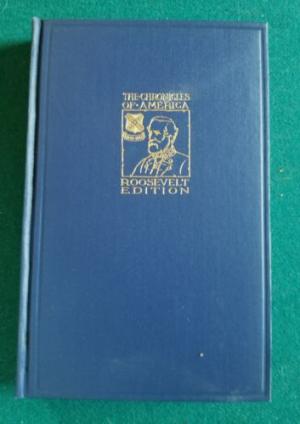 THE·CHRONICLES
OF·AMERICA
ROOSEVELT
EDITION